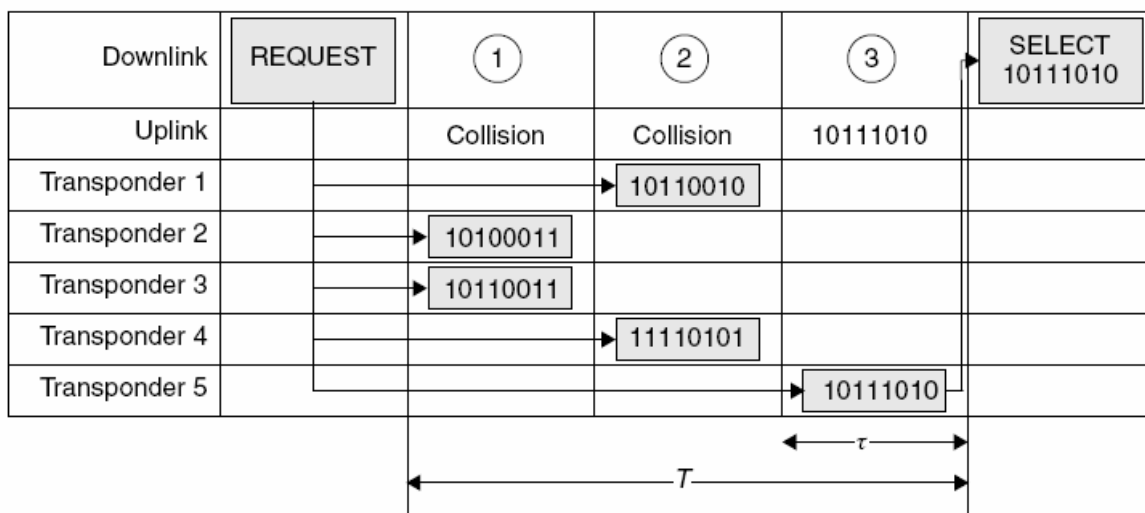 Downlink REQUEST 1 2 3 SELECT
10111010
Uplink Collision Collision 10111010
Transponder 1 10110010
Transponder 2 10100011
Transponder 3 10110011
Transponder 4 11110101
Transponder 5 10111010
τ
T